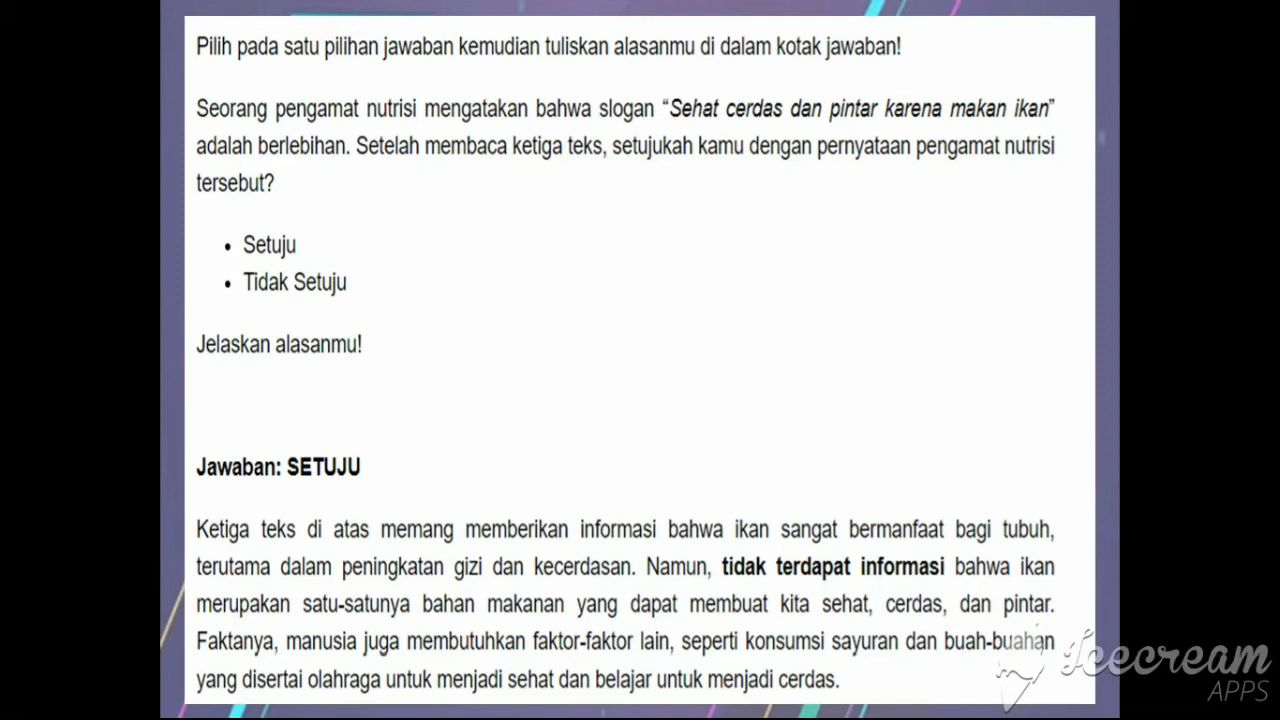 Pilih pada satu pilihan jawaban kemudian tuliskan alasanmu di dalam kotak jawaban!
Seorang pengamat nutrisi mengatakan bahwa slogan “Sehat cerdas dan pintar karena makan ikan”
adalah berlebihan. Setelah membaca ketiga teks, setujukah kamu dengan pernyataan pengamat nutrisi
tersebut?
• Setuju
• Tidak Setuju
Jelaskan alasanmu!
Jawaban: SETUJU
Ketiga teks di atas memang memberikan informasi bahwa ikan sangat bermanfaat bagi tubuh,
terutama dalam peningkatan gizi dan kecerdasan. Namun, tidak terdapat informasi bahwa ikan
merupakan satu-satunya bahan makanan yang dapat membuat kita sehat, cerdas, dan pintar.
Faktanya, manusia juga membutuhkan faktor-faktor lain, seperti konsumsi sayuran dan buah-buahan
yang disertai olahraga untuk menjadi sehat dan belajar untuk menjadi cerdas.
Icecream
APPS